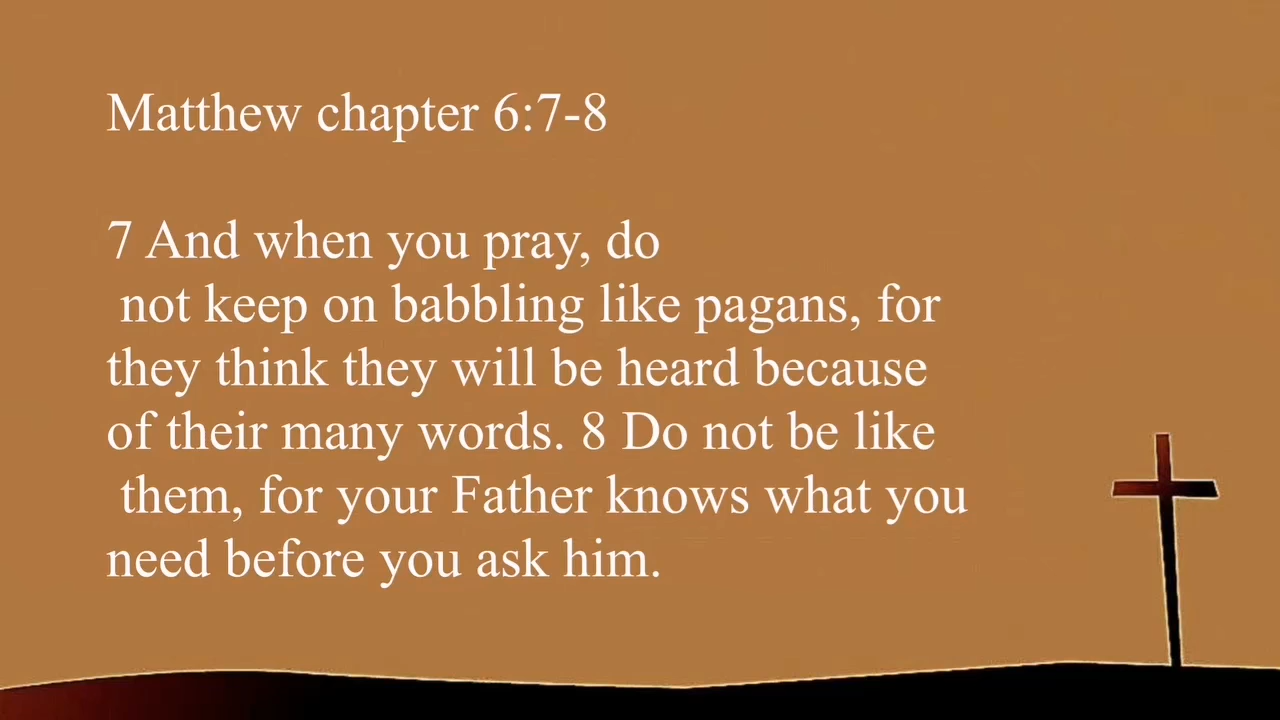 Matthew chapter 6:7-8
7 And when you pray, do
not keep on babbling like pagans, for
they think they will be heard because
of their many words. 8 Do not be like
them, for your Father knows what you
need before you ask him.